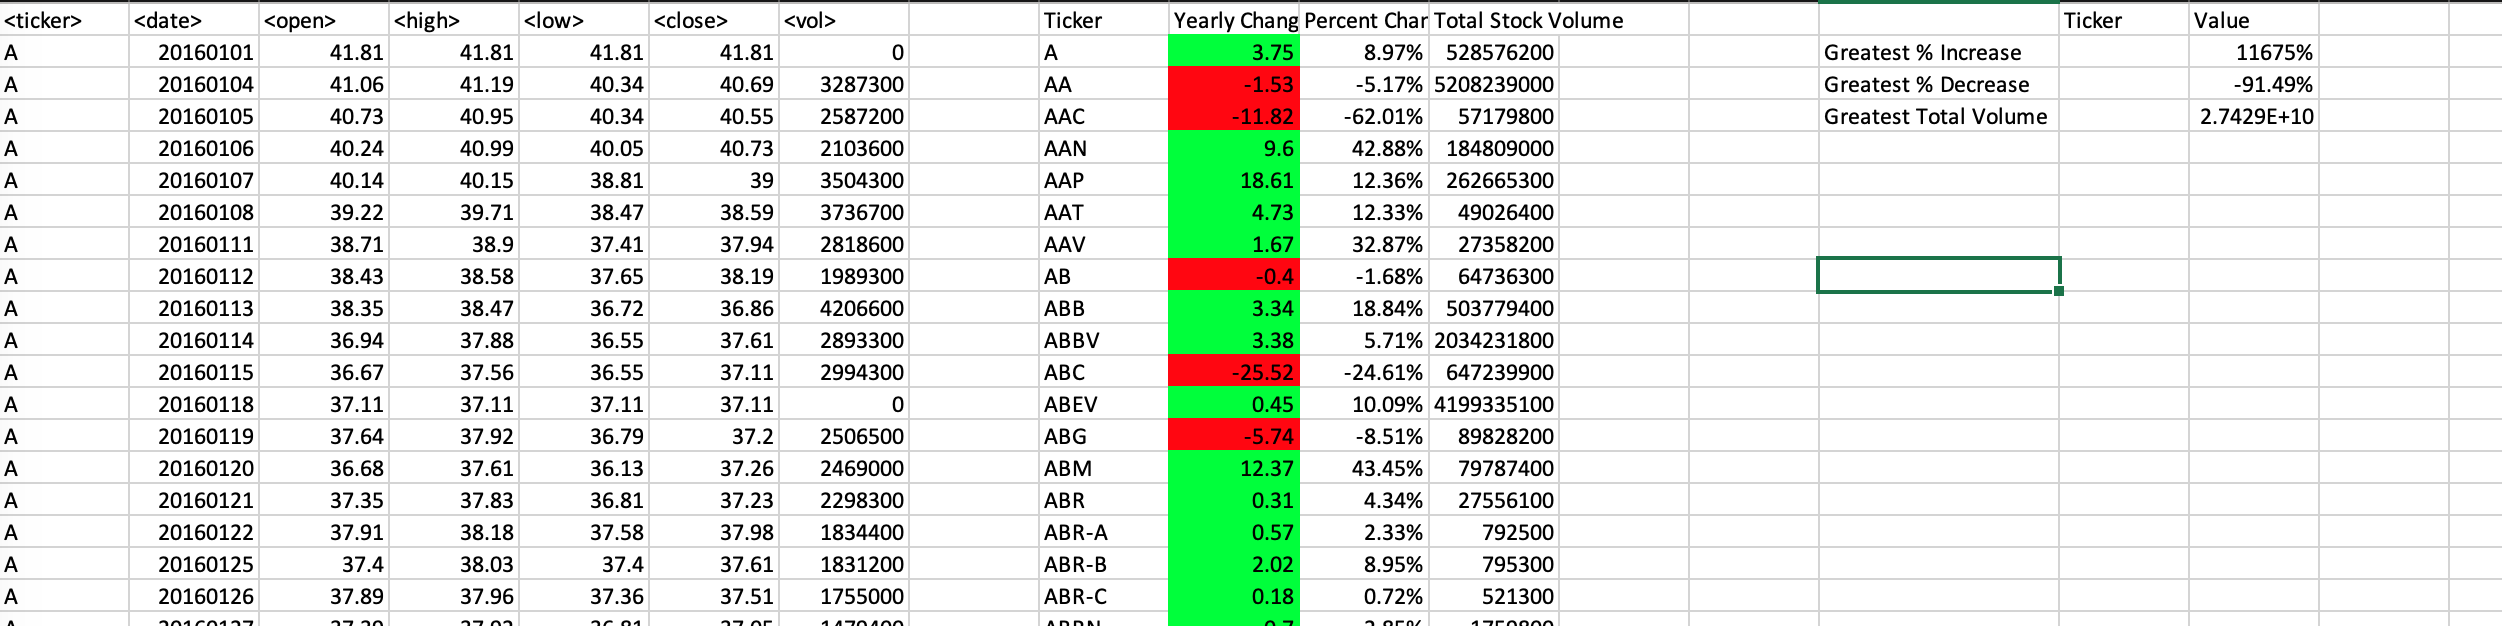 <ticker> <date> <open> <high> <low> <close> <vol> Ticker Yearly Chang Percent Char Total Stock Volume Ticker Value
A 20160101 41.81 41.81 41.81 41.81 0 A 3.75 8.97% 528576200 Greatest % Increase 11675%
A 20160104 41.06 41.19 40.34 40.69 3287300 AA -1.53 -5.17% 5208239000 Greatest % Decrease -91.49%
A 20160105 40.73 40.95 40.34 40.55 2587200 AAC -11.82 -62.01% 57179800 Greatest Total Volume 2.7429E+10
A 20160106 40.24 40.99 40.05 40.73 2103600 AAN 9.6 42.88% 184809000
A 20160107 40.14 40.15 38.81 39 3504300 AAP 18.61 12.36% 262665300
A 20160108 39.22 39.71 38.47 38.59 3736700 AAT 4.73 12.33% 49026400
A 20160111 38.71 38.9 37.41 37.94 2818600 AAV 1.67 32.87% 27358200
A 20160112 38.43 38.58 37.65 38.19 1989300 AB -0.4 -1.68% 64736300
A 20160113 38.35 38.47 36.72 36.86 4206600 ABB 3.34 18.84% 503779400
A 20160114 36.94 37.88 36.55 37.61 2893300 ABBV 3.38 5.71% 2034231800
A 20160115 36.67 37.56 36.55 37.11 2994300 ABC -25.52 -24.61% 647239900
A 20160118 37.11 37.11 37.11 37.11 0 ABEV 0.45 10.09% 4199335100
A 20160119 37.64 37.92 36.79 37.2 2506500 ABG -5.74 -8.51% 89828200
A 20160120 36.68 37.61 36.13 37.26 2469000 ABM 12.37 43.45% 79787400
A 20160121 37.35 37.83 36.81 37.23 2298300 ABR 0.31 4.34% 27556100
A 20160122 37.91 38.18 37.58 37.98 1834400 ABR-A 0.57 2.33% 792500
A 20160125 37.4 38.03 37.4 37.61 1831200 ABR-B 2.02 8.95% 795300
A 20160126 37.89 37.96 37.36 37.51 1755000 ABR-C 0.18 0.72% 521300